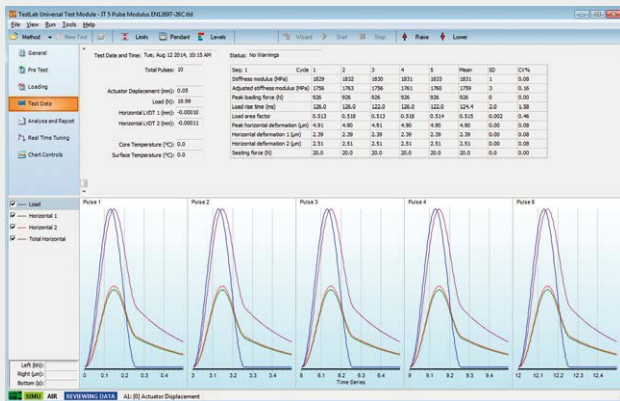 TestLab Universal Test Module - IT 5 Pulse Modulus EN12697-26C.tld
File View Run Tools Help
Method New Test Limits Pendant Levels Wizard Start Stop Raise Lower
General
Pre Test
Loading
Test Data
Analyse and Report
Real Time Tuning
Chart Controls
Test Date and Time: Tue, Aug 12 2014, 10:15 AM Status: No Warnings
Total Pulses: 10
Actuator Displacement (mm): 0.05
Load (N): 19.99
Horizontal LVDT 1 (mm): -0.00010
Horizontal LVDT 2 (mm): -0.00011
Core Temperature (°C): 0.0
Surface Temperature (°C): 0.0
Seq: 1 Cycle 1 2 3 4 5 Mean SD CV%
Stiffness modulus (MPa) 1829 1832 1830 1831 1833 1831 1 0.08
Adjusted stiffness modulus (MPa) 1756 1763 1756 1761 1760 1759 3 0.16
Peak loading force (N) 926 926 926 926 926 926 0 0.00
Load rise time (ms) 126.0 126.0 122.0 126.0 122.0 124.4 2.0 1.58
Load area factor 0.513 0.518 0.513 0.518 0.514 0.515 0.002 0.46
Peak horizontal deformation (µm) 4.91 4.90 4.91 4.90 4.90 4.90 0.00 0.08
Horizontal deformation 1 (µm) 2.39 2.39 2.39 2.39 2.39 2.39 0.00 0.08
Horizontal deformation 2 (µm) 2.51 2.51 2.51 2.51 2.51 2.51 0.00 0.08
Seating force (N) 20.0 20.0 20.0 20.0 20.0 20.0 0.0 0.00
Load
Horizontal 1
Horizontal 2
Total Horizontal
Pulse 1 Pulse 2 Pulse 3 Pulse 4
0 0.1 0.2 0.3 0.4 3 3.1 3.2 3.3 3.4 6 6.1 6.2 6.3 6.4 9 9.1 9.2 9.3 9.4 12 12.1 12.2 12.3 12.4
Time Series
Left (kN):
Right (µm):
Bottom (s):
SIMU AIR REVIEWING DATA A1: [0] Actuator Displacement